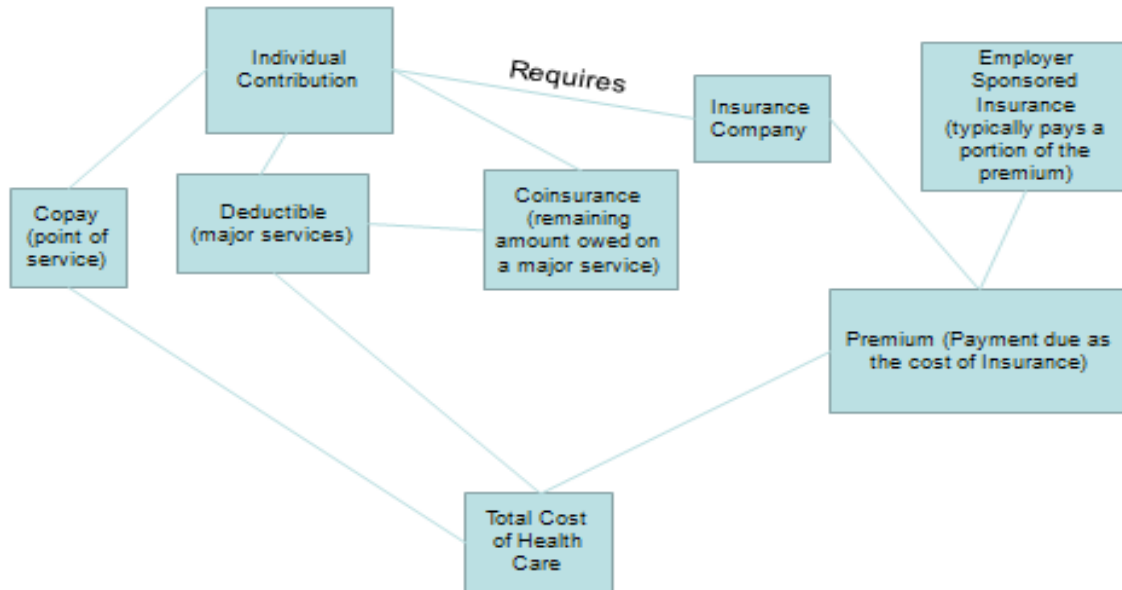 Individual
Contribution
Requires
Insurance
Company
Employer
Sponsored
Insurance
(typically pays a
portion of the
premium)
Copay
(point of
service)
Deductible
(major services)
Coinsurance
(remaining
amount owed on
a major service)
Premium (Payment due as
the cost of Insurance)
Total Cost
of Health
Care